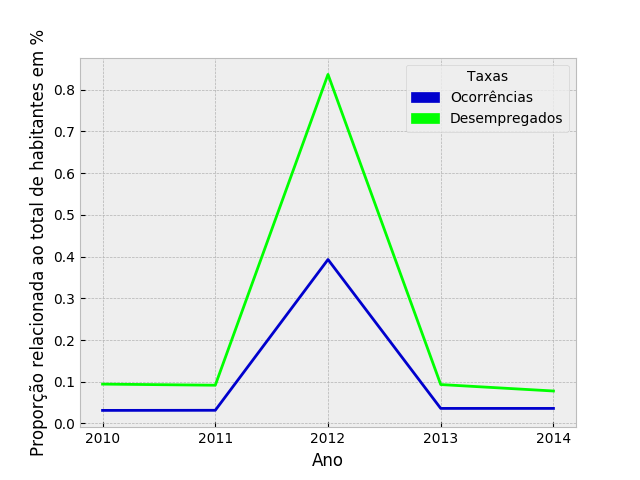 Proporção relacionada ao total de habitantes em %
Taxas
Ocorrências
Desempregados
0.8
0.7
0.6
0.5
0.4
0.3
0.2
0.1
0.0
2010 2011 2012 2013 2014
Ano